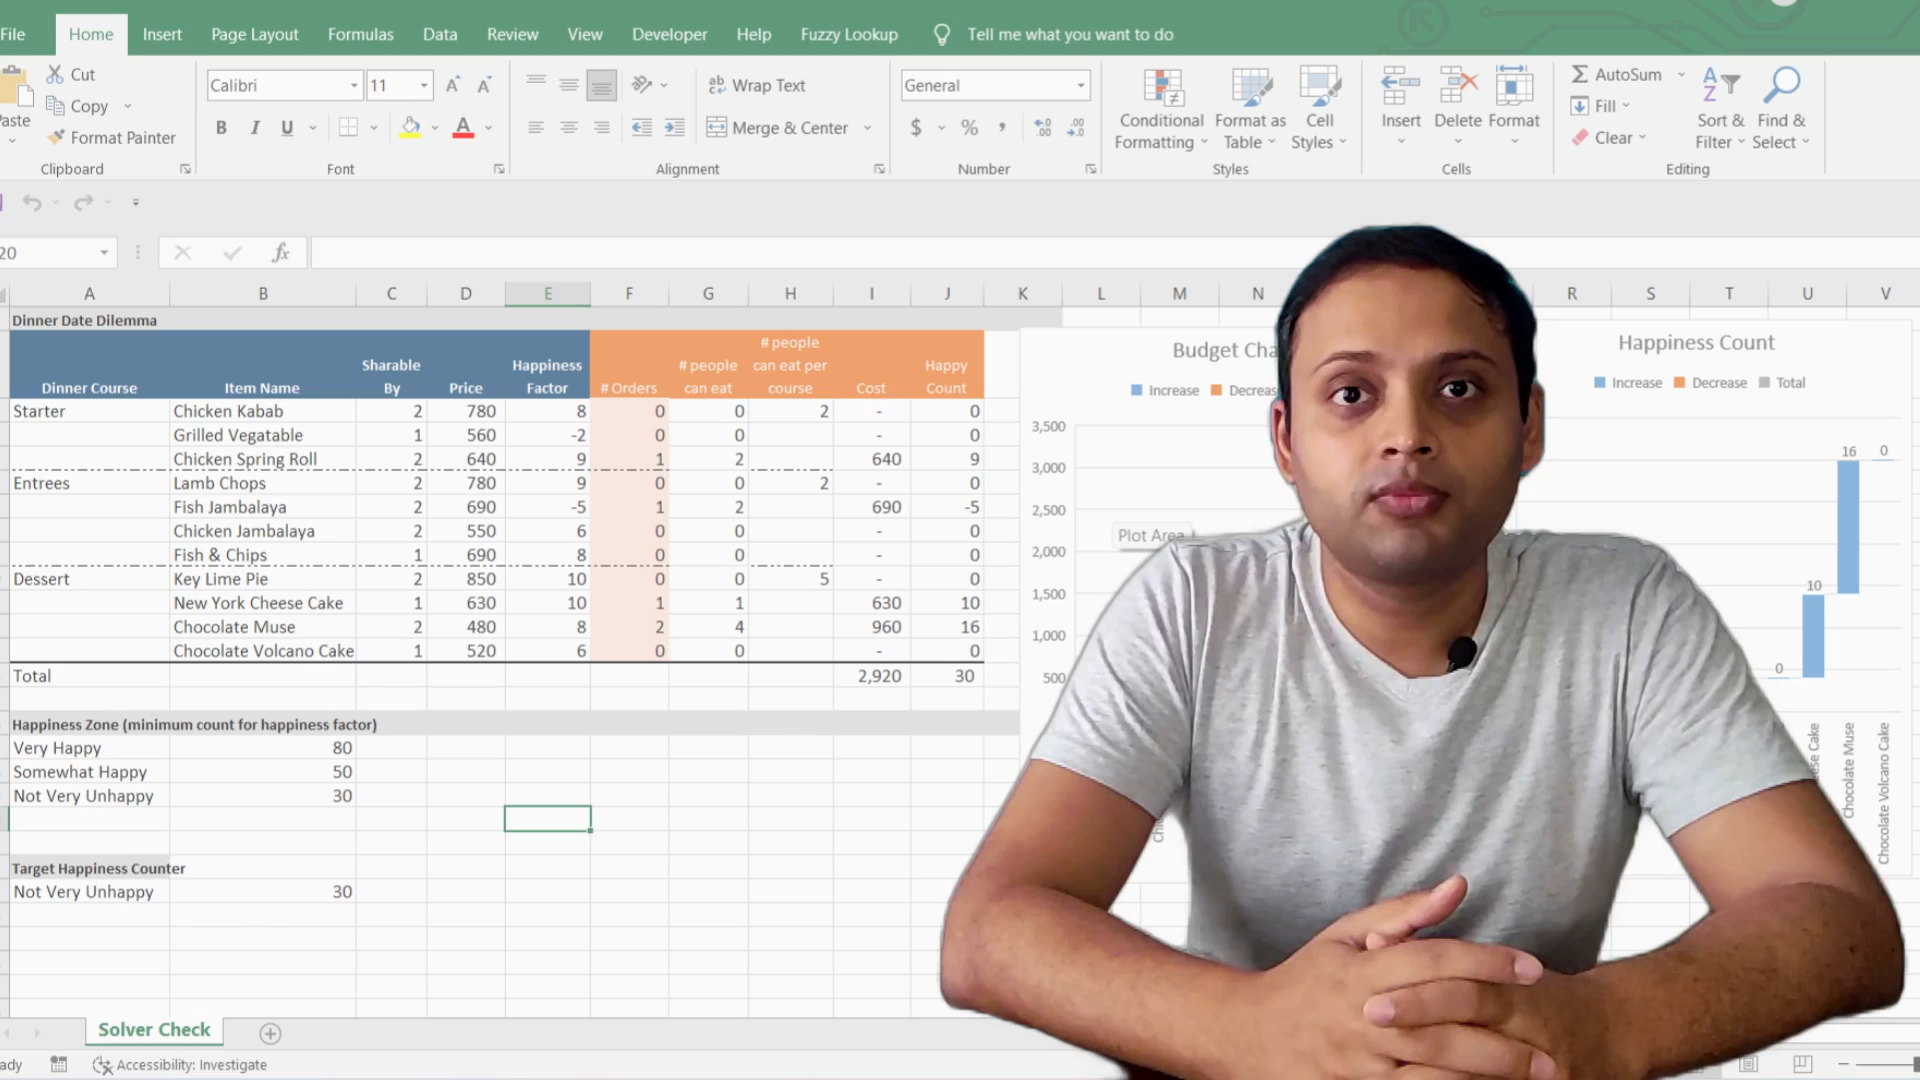 File Home Insert Page Layout Formulas Data Review View Developer Help Fuzzy Lookup Tell me what you want to do
Cut
Copy
Format Painter
Clipboard
Calibri 11
B I U
Font
Wrap Text
Merge & Center
Alignment
General
$ % ,
Number
Conditional Formatting
Format as Table
Cell Styles
Styles
Insert Delete Format
Cells
AutoSum
Fill
Clear
Sort & Filter
Find & Select
Editing
20 fx
A B C D E F G H I J K L M N R S T U V
Dinner Date Dilemma
Dinner Course Item Name Sharable By Price Happiness Factor # Orders # people can eat # people can eat per course Cost Happy Count
Starter Chicken Kabab 2 780 8 0 0 2 - 0
Grilled Vegatable 1 560 -2 0 0 - 0
Chicken Spring Roll 2 640 9 1 2 640 9
Entrees Lamb Chops 2 780 9 0 0 2 - 0
Fish Jambalaya 2 690 -5 1 2 690 -5
Chicken Jambalaya 2 550 6 0 0 - 0
Fish & Chips 1 690 8 0 0 - 0
Dessert Key Lime Pie 2 850 10 0 0 5 - 0
New York Cheese Cake 1 630 10 1 1 630 10
Chocolate Muse 2 480 8 2 4 960 16
Chocolate Volcano Cake 1 520 6 0 0 - 0
Total 2,920 30
Happiness Zone (minimum count for happiness factor)
Very Happy 80
Somewhat Happy 50
Not Very Unhappy 30
Target Happiness Counter
Not Very Unhappy 30
Budget Cha
Increase Decreas
3,500
3,000
2,500
2,000
1,500
1,000
500
Plot Area
Happiness Count
Increase Decrease Total
16 0
10
0
Cake
Chocolate Muse
Chocolate Volcano Cake
Solver Check
Accessibility: Investigate